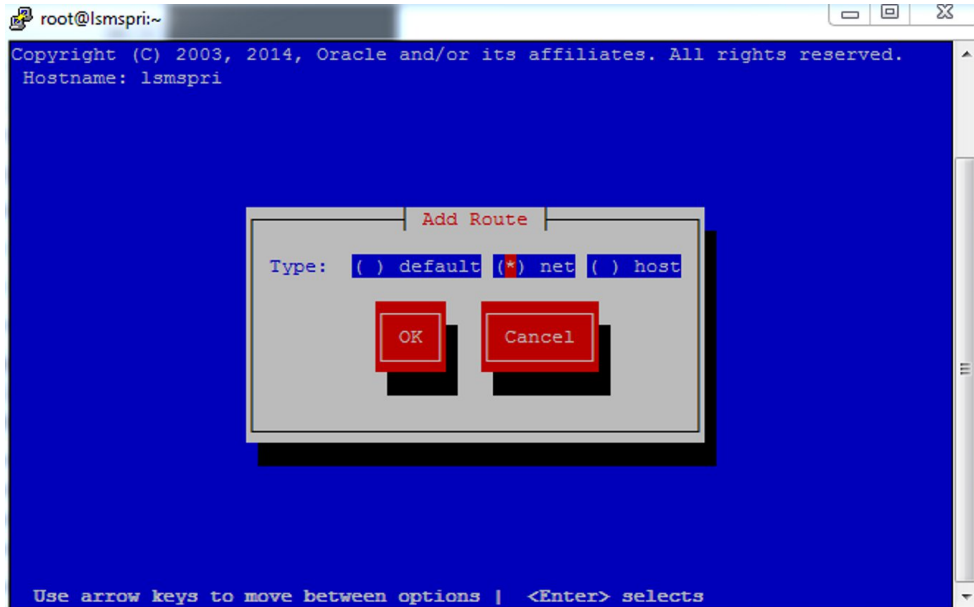 root@lsmspri:~
Copyright (C) 2003, 2014, Oracle and/or its affiliates. All rights reserved.
Hostname: lsmspri
Add Route
Type: ( ) default (*) net ( ) host
OK Cancel
Use arrow keys to move between options | <Enter> selects